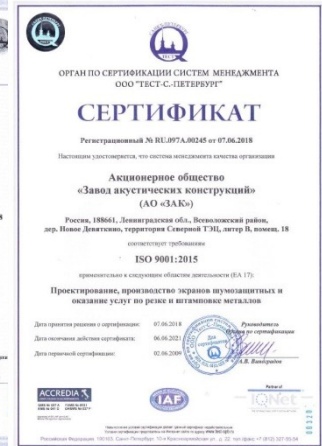 ОРГАН ПО СЕРТИФИКАЦИИ СИСТЕМ МЕНЕДЖМЕНТА
ООО "ТЕСТ-С.-ПЕТЕРБУРГ"
СЕРТИФИКАТ
Регистрационный № RU.097A.00245 от 07.06.2018
Настоящим удостоверяется, что система менеджмента качества организации
Акционерное общество
«Завод акустических конструкций»
(АО «ЗАК»)
Россия, 188661, Ленинградская обл., Всеволожский район,
дер. Новое Девяткино, территория Северной ТЭЦ, литер В, помещ. 18
соответствует требованиям
ISO 9001:2015
применительно к следующим областям деятельности (EA 17):
Проектирование, производство экранов шумозащитных и
оказание услуг по резке и штамповке металлов
Дата принятия решения о сертификации: 07.06.2018
Дата окончания действия сертификата: 06.06.2021
Дата первичной сертификации: 02.06.2009
Руководитель
Органа по сертификации
ACCREDIA
IAF
IQNet